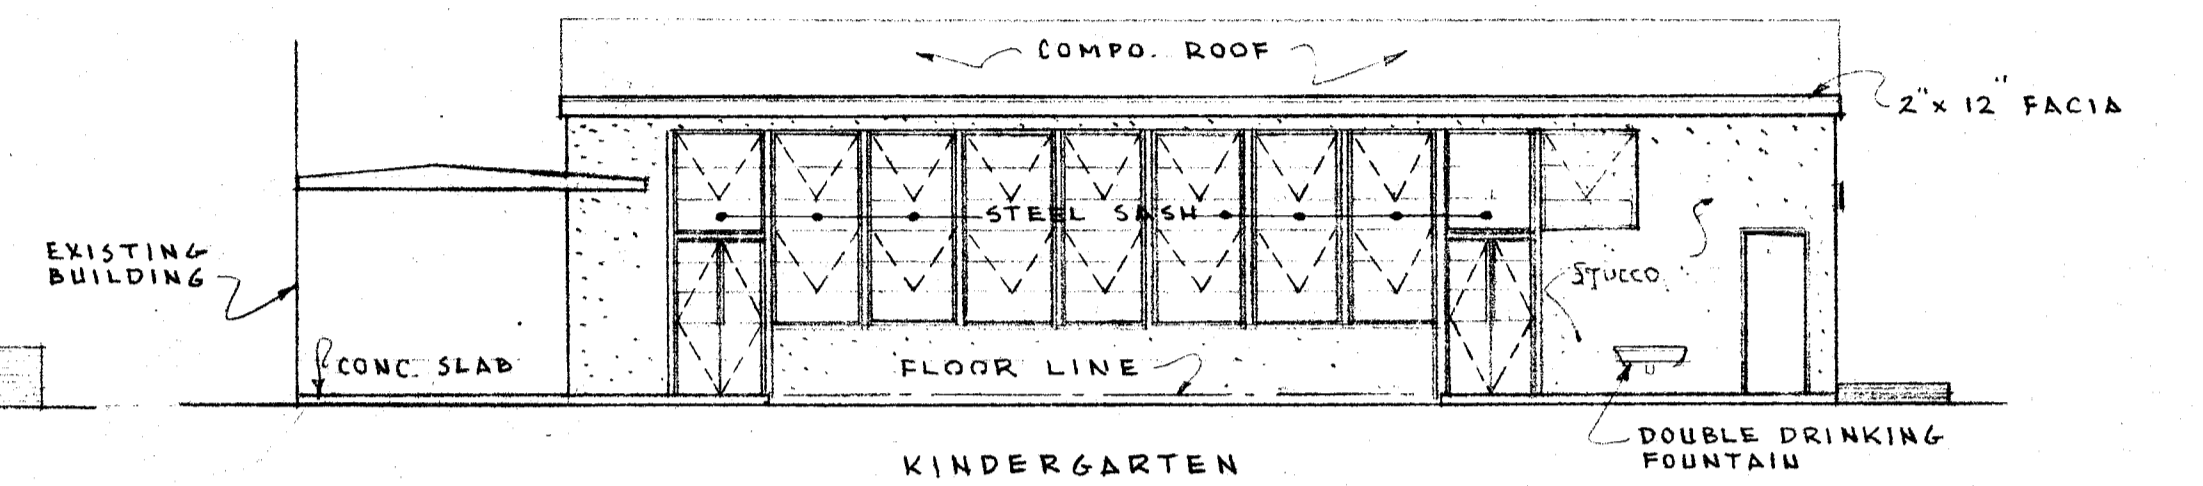 COMPO. ROOF
2" x 12" FACIA
STEEL SASH
EXISTING
BUILDING
STUCCO
CONC. SLAB
FLOOR LINE
DOUBLE DRINKING
FOUNTAIN
KINDERGARTEN